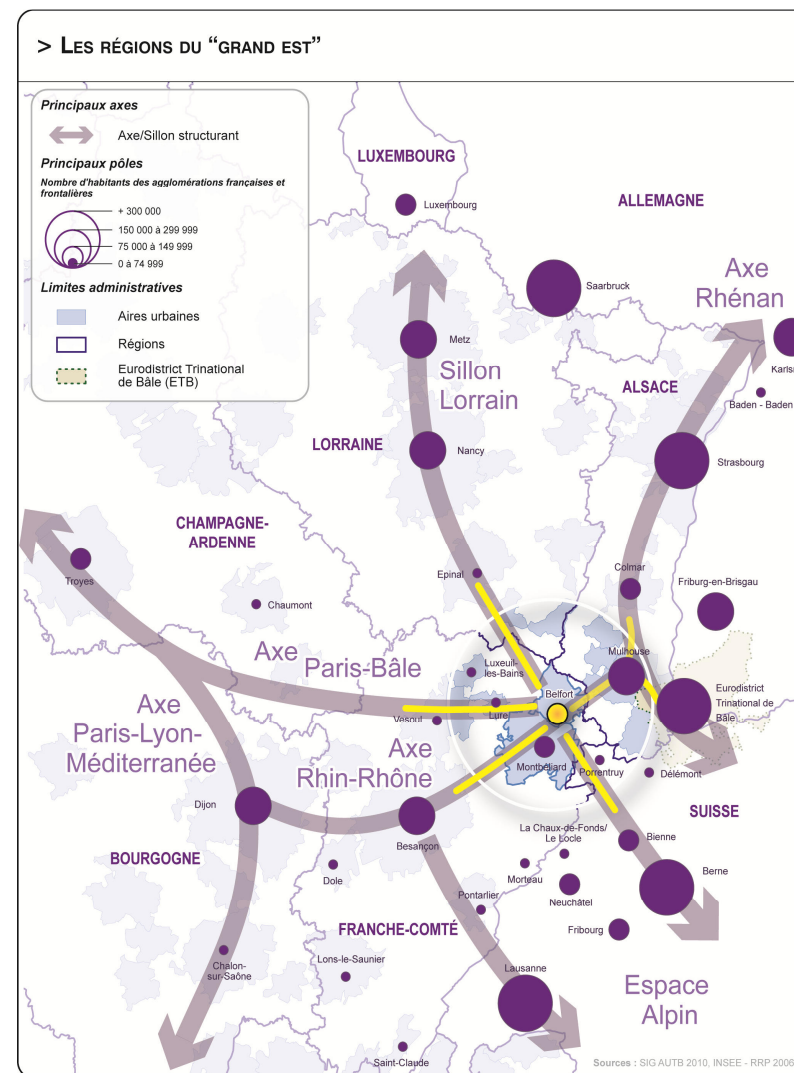 > LES RÉGIONS DU "GRAND EST"
Principaux axes
Axe/Sillon structurant
Principaux pôles
Nombre d'habitants des agglomérations françaises et
frontalières
+ 300 000
150 000 à 299 999
75 000 à 149 999
0 à 74 999
Limites administratives
Aires urbaines
Régions
Eurodistrict Trinational
de Bâle (ETB)
LUXEMBOURG
Luxembourg
ALLEMAGNE
Saarbruck
Axe
Rhénan
Metz
Sillon
Lorrain
Karlsr
ALSACE
Baden - Baden
LORRAINE
Nancy
Strasbourg
CHAMPAGNE-
ARDENNE
Troyes
Epinal
Colmar
Friburg-en-Brisgau
Chaumont
Axe
Paris-Bâle
Luxeuil-
les-Bains
Mulhouse
Belfort
Eurodistrict
Trinational de
Bâle
Lure
Vesoul
Axe
Paris-Lyon-
Méditerranée
Axe
Rhin-Rhône
Montbéliard
Porrentruy
Délémont
Dijon
Besançon
SUISSE
La Chaux-de-Fonds/
Le Locle
Bienne
BOURGOGNE
Dole
Morteau
Berne
Neuchâtel
Pontarlier
FRANCHE-COMTÉ
Fribourg
Chalon-
sur-Saône
Lons-le-Saunier
Lausanne
Espace
Alpin
Saint-Claude
Sources : SIG AUTB 2010, INSEE - RRP 2006